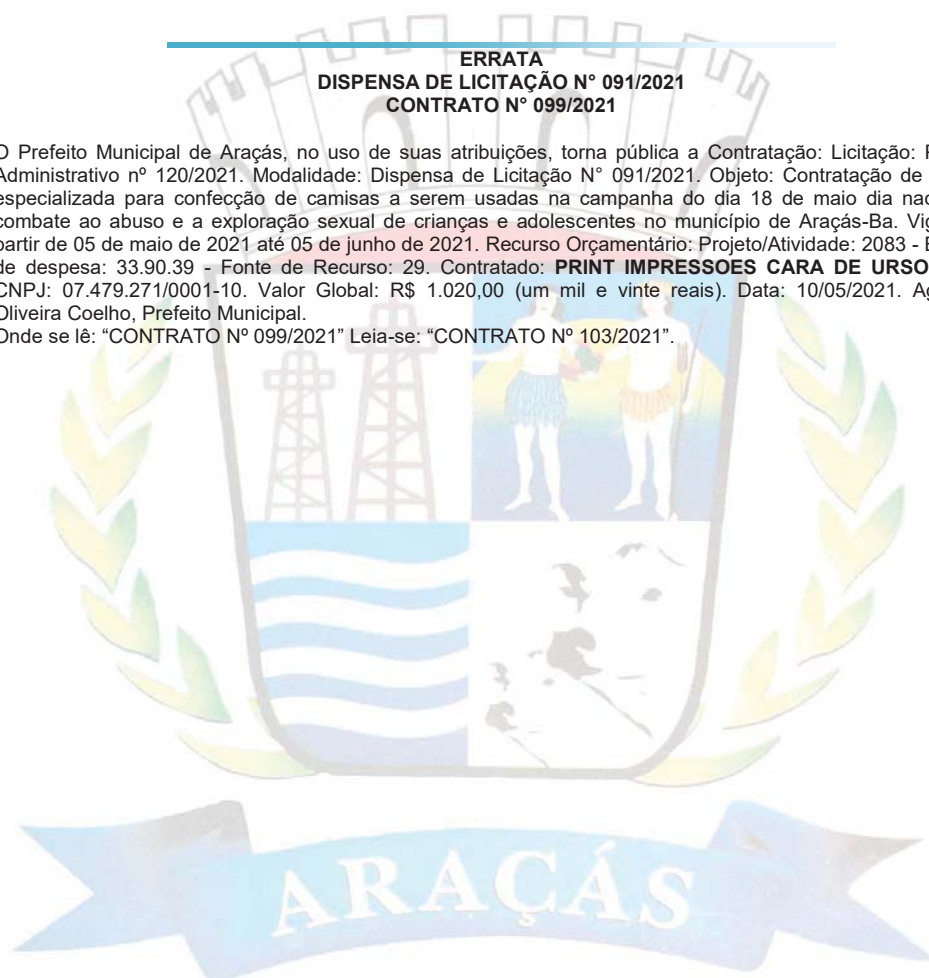 ERRATA
DISPENSA DE LICITAÇÃO N° 091/2021
CONTRATO N° 099/2021
O Prefeito Municipal de Araçás, no uso de suas atribuições, torna pública a Contratação: Licitação:
Administrativo nº 120/2021. Modalidade: Dispensa de Licitação N° 091/2021. Objeto: Contratação de
especializada para confecção de camisas a serem usadas na campanha do dia 18 de maio dia
combate ao abuso e a exploração sexual de crianças e adolescentes no município de Araçás-Ba.
partir de 05 de maio de 2021 até 05 de junho de 2021. Recurso Orçamentário: Projeto/Atividade: 2083 -
de despesa: 33.90.39 - Fonte de Recurso: 29. Contratado: PRINT IMPRESSOES CARA DE URSO
CNPJ: 07.479.271/0001-10. Valor Global: R$ 1.020,00 (um mil e vinte reais). Data: 10/05/2021.
Oliveira Coelho, Prefeito Municipal.
Onde se lê: “CONTRATO Nº 099/2021” Leia-se: “CONTRATO Nº 103/2021”.
ARAÇÁS